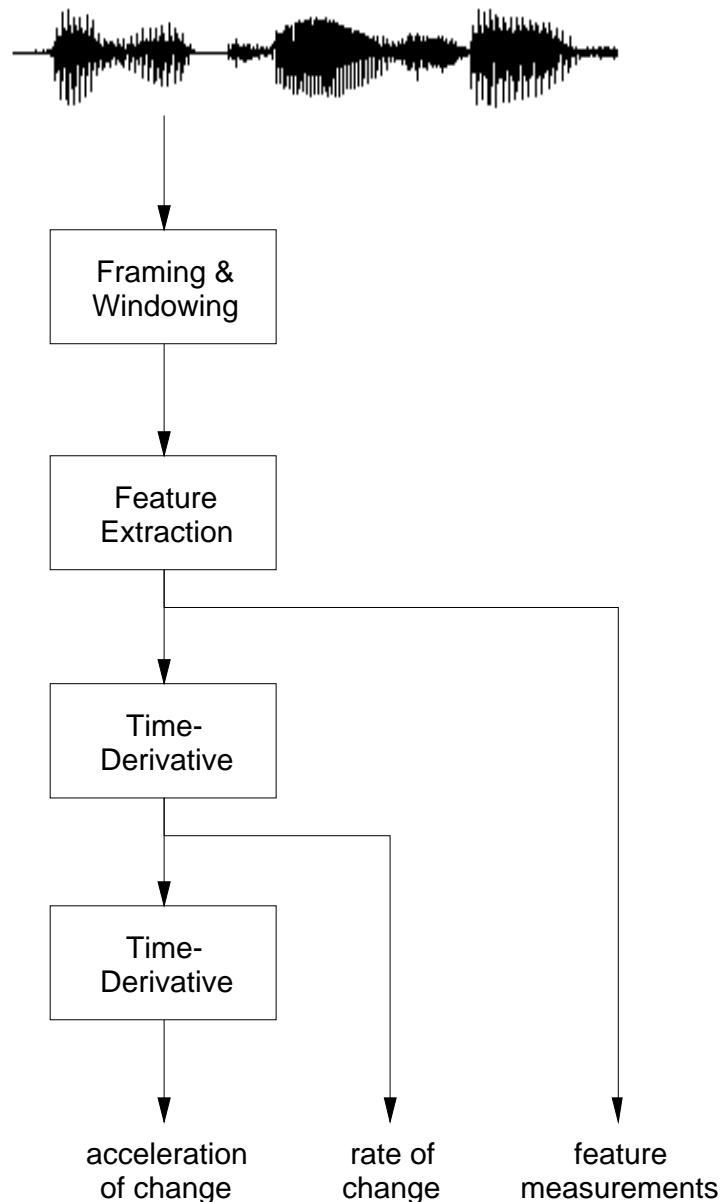 Framing &
Windowing
Feature
Extraction
Time-
Derivative
Time-
Derivative
acceleration
of change
rate of
change
feature
measurements